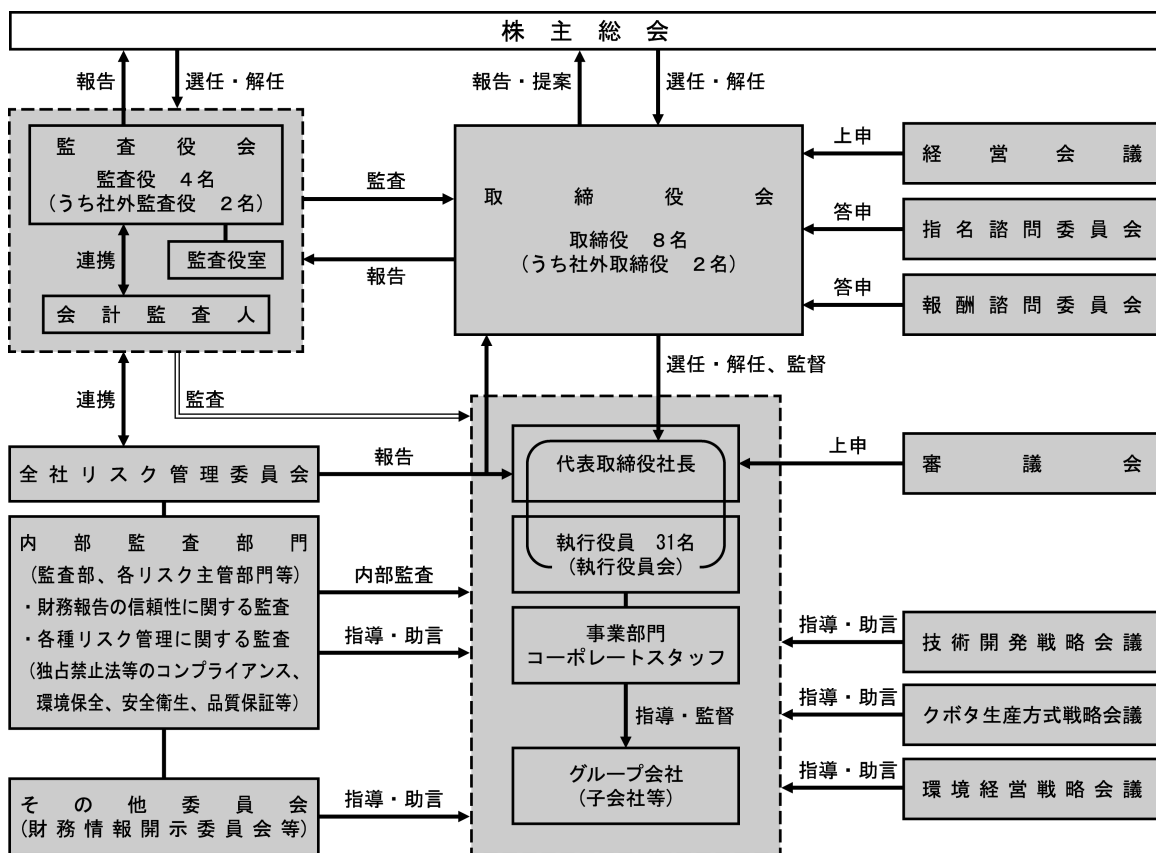 株主総会
報告
選任・解任
報告・提案
選任・解任
監査役会
監査役 4名
(うち社外監査役 2名)
監査役室
連携
会計監査人
監査
報告
取締役会
取締役 8名
(うち社外取締役 2名)
上申
経営会議
答申
指名諮問委員会
答申
報酬諮問委員会
選任・解任、監督
連携
監査
全社リスク管理委員会
報告
代表取締役社長
上申
審議会
執行役員 31名
(執行役員会)
内部監査部門
(監査部、各リスク主管部門等)
・財務報告の信頼性に関する監査
・各種リスク管理に関する監査
(独占禁止法等のコンプライアンス、
環境保全、安全衛生、品質保証等)
内部監査
指導・助言
事業部門
コーポレートスタッフ
指導・助言
技術開発戦略会議
指導・監督
指導・助言
クボタ生産方式戦略会議
グループ会社
(子会社等)
指導・助言
環境経営戦略会議
その他委員会
(財務情報開示委員会等)
指導・助言